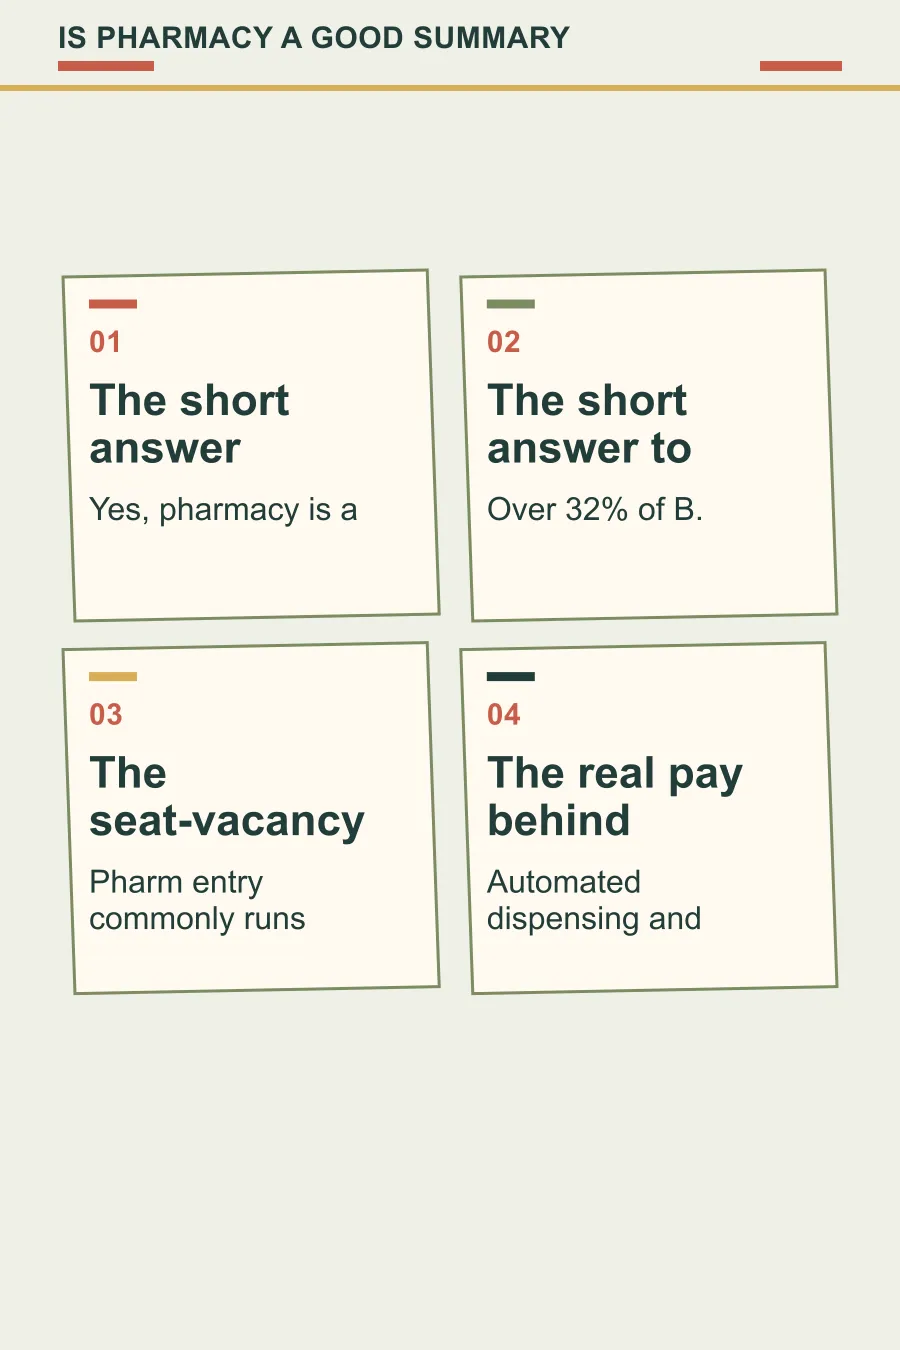 IS PHARMACY A GOOD SUMMARY
01
The short
answer
Yes, pharmacy is a
02
The short
answer to
Over 32% of B.
03
The
seat-vacancy
Pharm entry
commonly runs
04
The real pay
behind
Automated
dispensing and